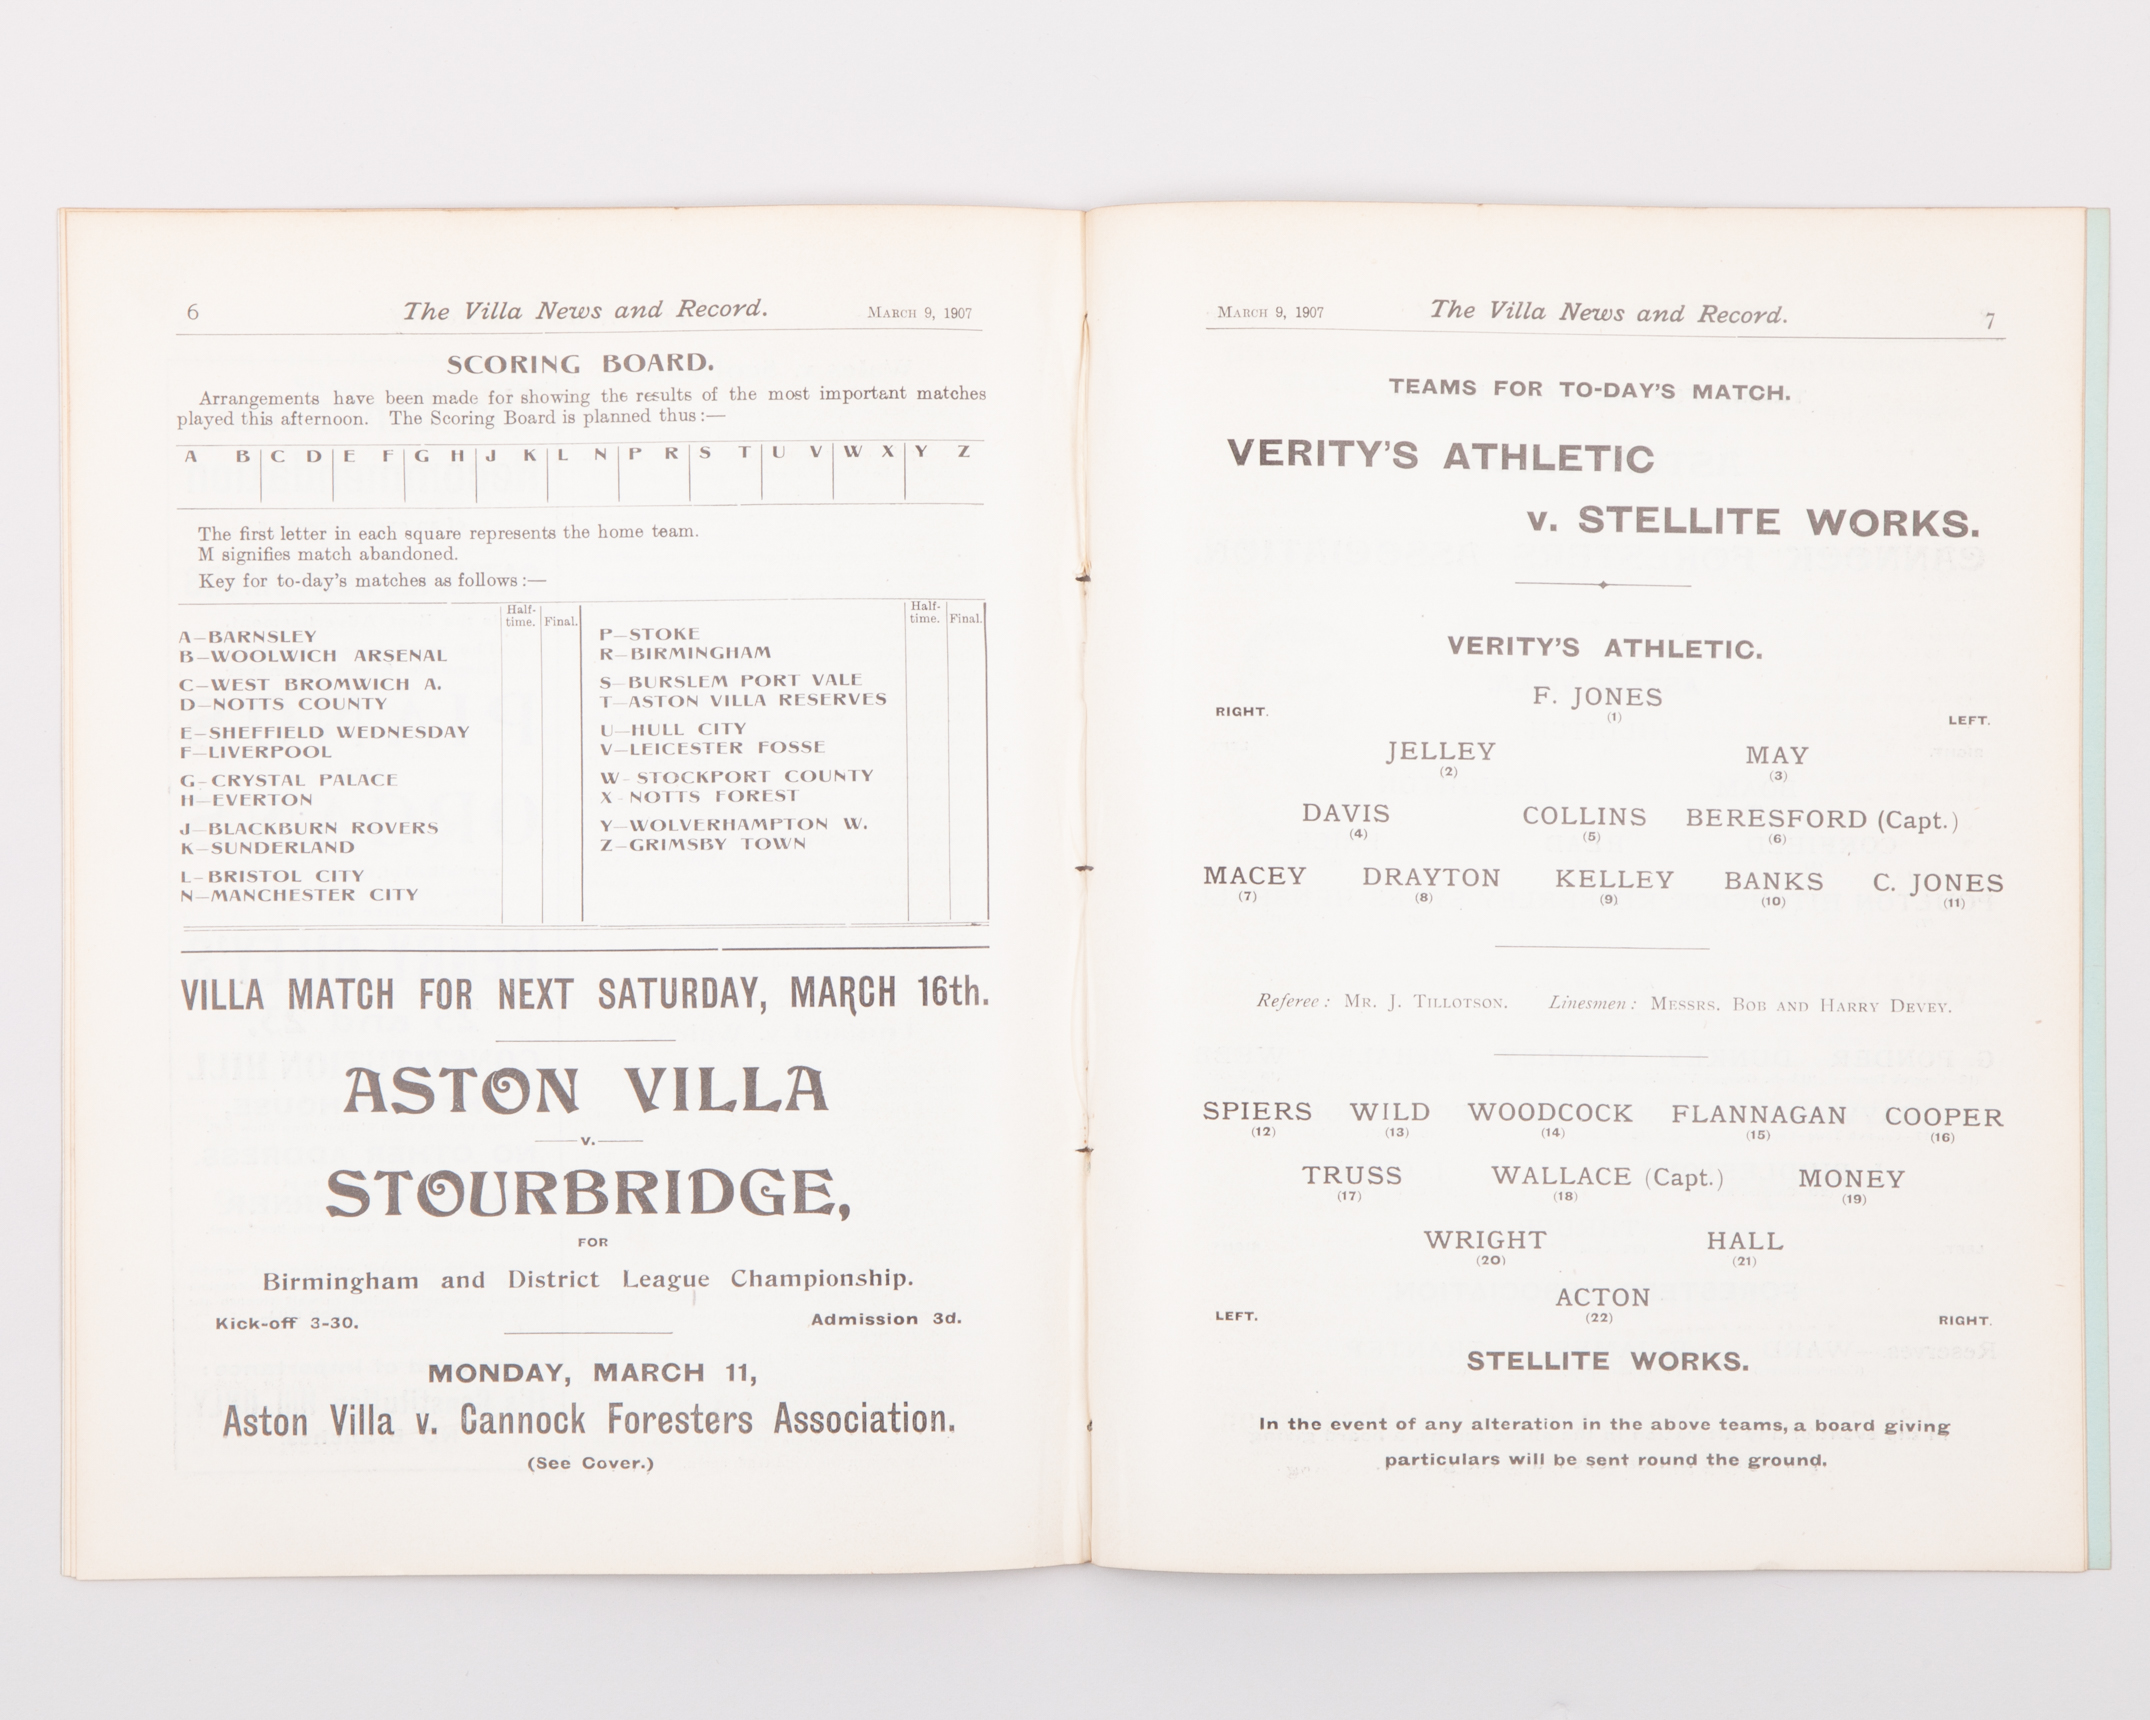 6 The Villa News and Record. MARCH 9, 1907
SCORING BOARD.
Arrangements have been made for showing the results of the most important matches
played this afternoon. The Scoring Board is planned thus:—
A B C D E F G H J K L N P R S T U V W X Y Z
The first letter in each square represents the home team.
M signifies match abandoned.
Key for to-day's matches as follows:—
Half-time. Final.
A—BARNSLEY
B—WOOLWICH ARSENAL
C—WEST BROMWICH A.
D—NOTTS COUNTY
E—SHEFFIELD WEDNESDAY
F—LIVERPOOL
G—CRYSTAL PALACE
H—EVERTON
J—BLACKBURN ROVERS
K—SUNDERLAND
L—BRISTOL CITY
N—MANCHESTER CITY
Half-time. Final.
P—STOKE
R—BIRMINGHAM
S—BURSLEM PORT VALE
T—ASTON VILLA RESERVES
U—HULL CITY
V—LEICESTER FOSSE
W—STOCKPORT COUNTY
X—NOTTS FOREST
Y—WOLVERHAMPTON W.
Z—GRIMSBY TOWN
VILLA MATCH FOR NEXT SATURDAY, MARCH 16th.
ASTON VILLA
v.
STOURBRIDGE,
FOR
Birmingham and District League Championship.
Kick-off 3-30. Admission 3d.
MONDAY, MARCH 11,
Aston Villa v. Cannock Foresters Association.
(See Cover.)
MARCH 9, 1907 The Villa News and Record. 7
TEAMS FOR TO-DAY'S MATCH.
VERITY'S ATHLETIC
v. STELLITE WORKS.
VERITY'S ATHLETIC.
F. JONES
(1)
RIGHT. LEFT.
JELLEY MAY
(2) (3)
DAVIS COLLINS BERESFORD (Capt.)
(4) (5) (6)
MACEY DRAYTON KELLEY BANKS C. JONES
(7) (8) (9) (10) (11)
Referee: MR. J. TILLOTSON. Linesmen: MESSRS. BOB AND HARRY DEVEY.
SPIERS WILD WOODCOCK FLANNAGAN COOPER
(12) (13) (14) (15) (16)
TRUSS WALLACE (Capt.) MONEY
(17) (18) (19)
WRIGHT HALL
(20) (21)
ACTON
(22)
LEFT. RIGHT.
STELLITE WORKS.
In the event of any alteration in the above teams, a board giving
particulars will be sent round the ground.